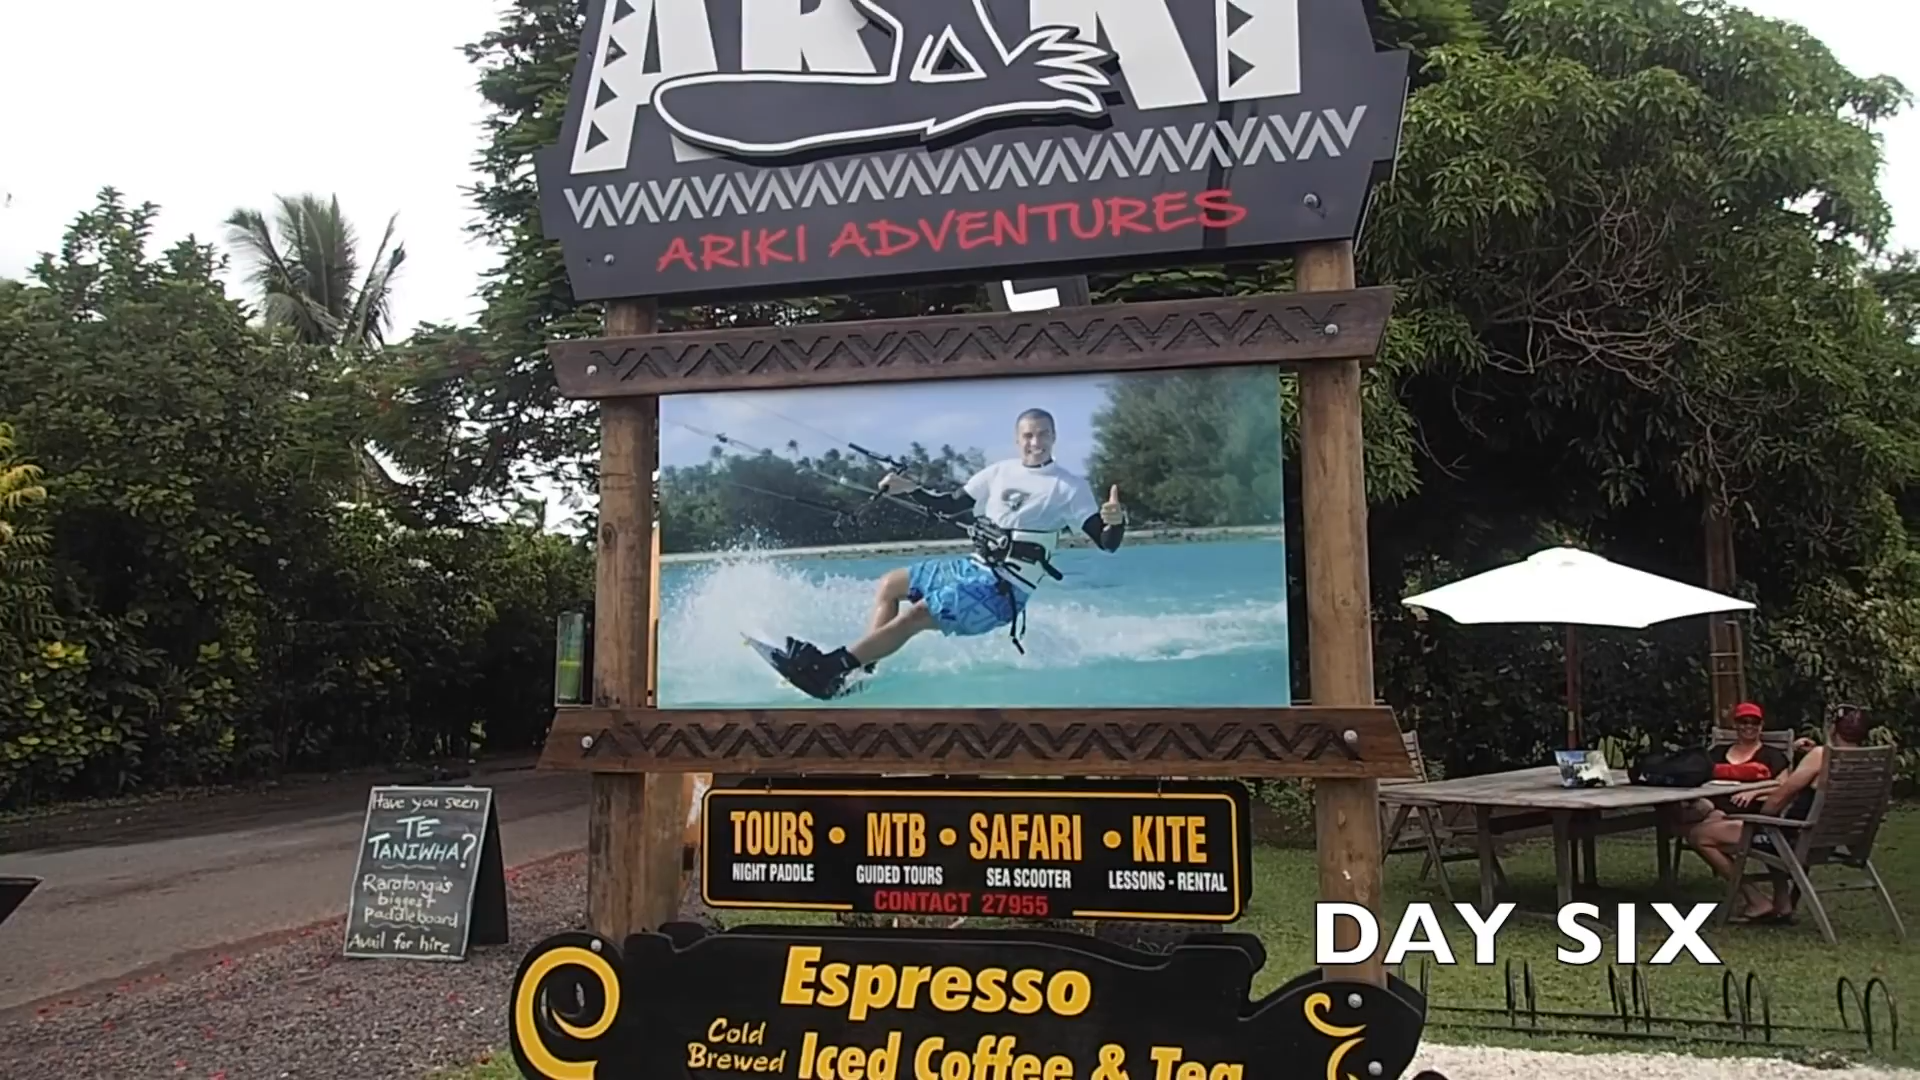 ARIKI
ARIKI ADVENTURES
TOURS • MTB • SAFARI • KITE
NIGHT PADDLE GUIDED TOURS SEA SCOOTER LESSONS - RENTAL
CONTACT 27955
Have you seen
TE
TANIWHA?
Rarotonga's
biggest
paddleboard
Avail for hire
DAY SIX
Espresso
Cold
Brewed Iced Coffee & Tea